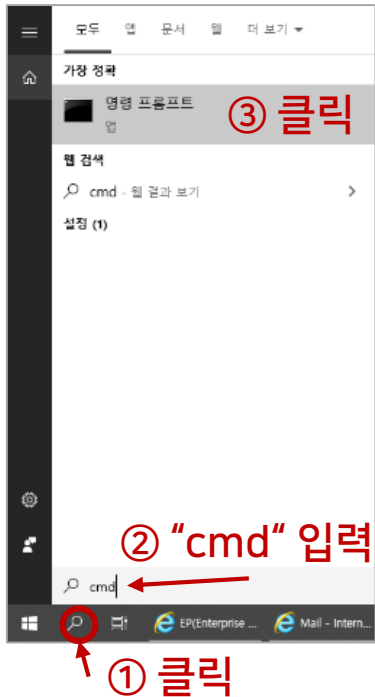 모두 앱 문서 웹 더 보기
가장 정확
명령 프롬프트
앱
③ 클릭
웹 검색
cmd - 웹 결과 보기
설정 (1)
② “cmd“ 입력
cmd
EP(Enterprise ... Mail - Intern...
① 클릭